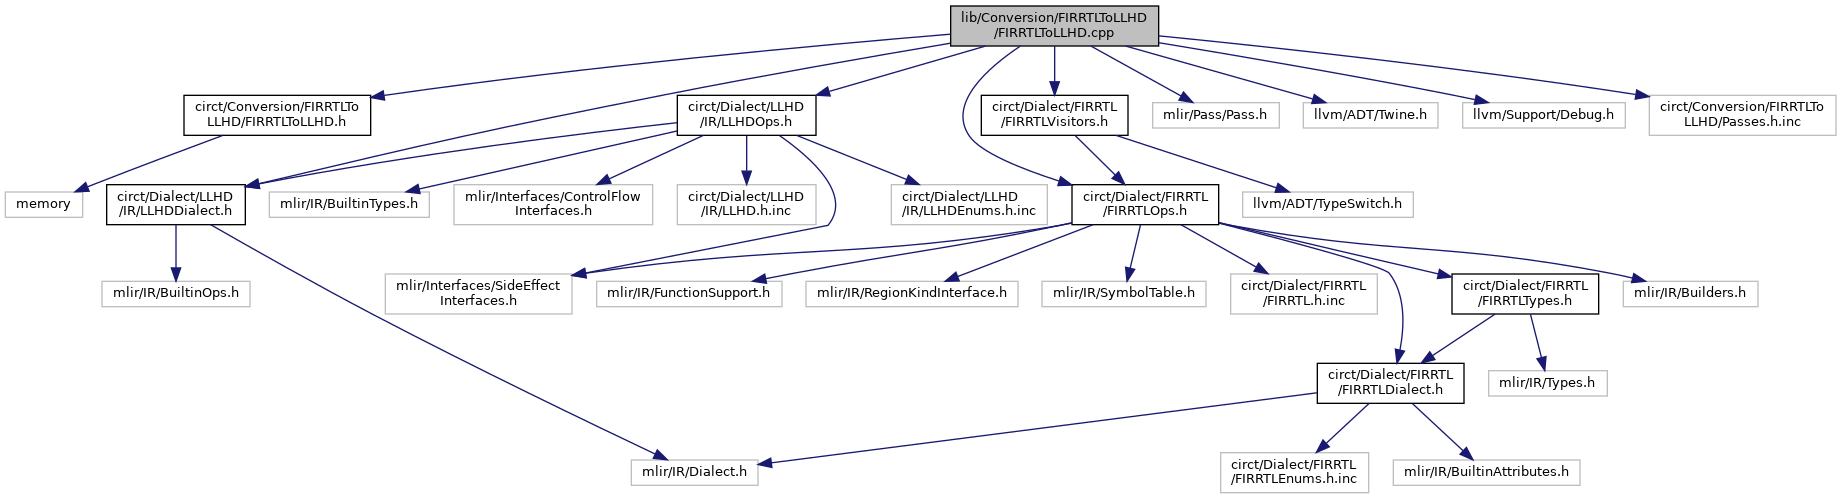 lib/Conversion/FIRRTLToLLHD
/FIRRTLToLLHD.cpp
circt/Conversion/FIRRTLTo
LLHD/FIRRTLToLLHD.h
circt/Dialect/LLHD
/IR/LLHDOps.h
circt/Dialect/FIRRTL
/FIRRTLVisitors.h
mlir/Pass/Pass.h
llvm/ADT/Twine.h
llvm/Support/Debug.h
circt/Conversion/FIRRTLTo
LLHD/Passes.h.inc
memory
circt/Dialect/LLHD
/IR/LLHDDialect.h
mlir/IR/BuiltinTypes.h
mlir/Interfaces/ControlFlow
Interfaces.h
circt/Dialect/LLHD
/IR/LLHD.h.inc
circt/Dialect/LLHD
/IR/LLHDEnums.h.inc
circt/Dialect/FIRRTL
/FIRRTLOps.h
llvm/ADT/TypeSwitch.h
mlir/IR/BuiltinOps.h
mlir/Interfaces/SideEffect
Interfaces.h
mlir/IR/FunctionSupport.h
mlir/IR/RegionKindInterface.h
mlir/IR/SymbolTable.h
circt/Dialect/FIRRTL
/FIRRTL.h.inc
circt/Dialect/FIRRTL
/FIRRTLTypes.h
mlir/IR/Builders.h
circt/Dialect/FIRRTL
/FIRRTLDialect.h
mlir/IR/Types.h
mlir/IR/Dialect.h
circt/Dialect/FIRRTL
/FIRRTLEnums.h.inc
mlir/IR/BuiltinAttributes.h